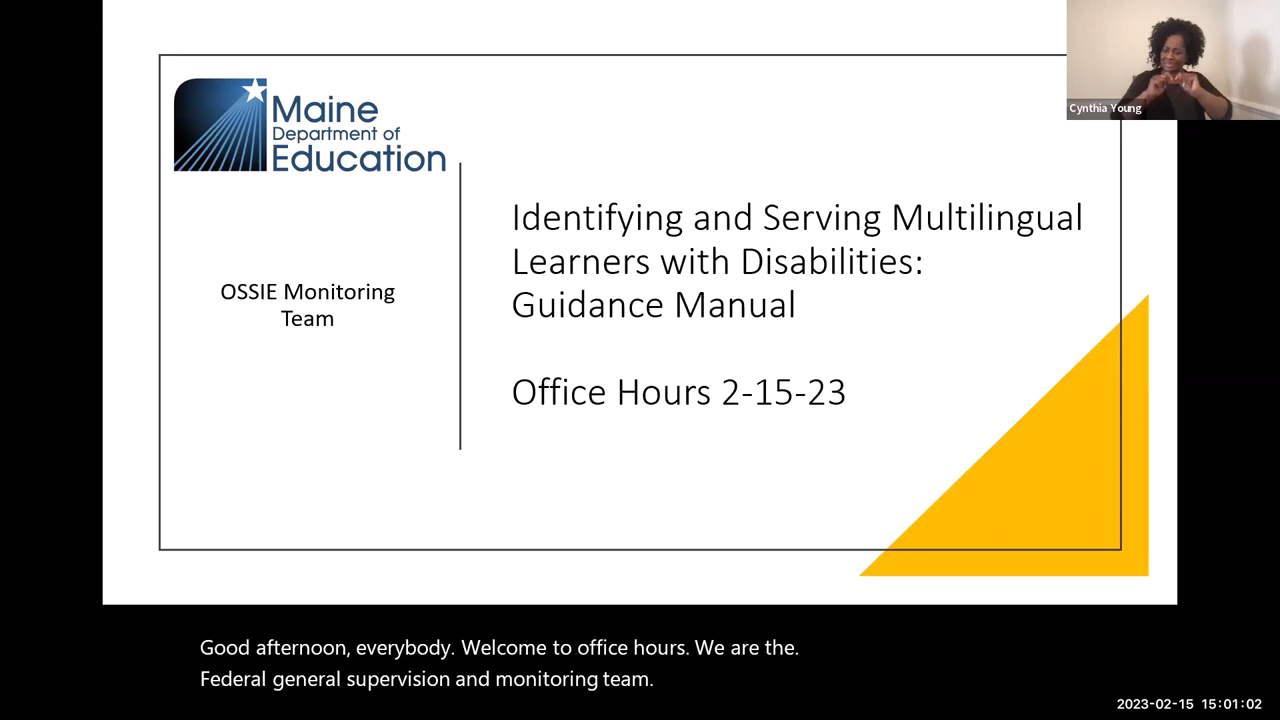 Maine
Department of
Education
OSSIE Monitoring
Team
Identifying and Serving Multilingual
Learners with Disabilities:
Guidance Manual
Office Hours 2-15-23
Cynthia Young
Good afternoon, everybody. Welcome to office hours. We are the.
Federal general supervision and monitoring team.
2023-02-15 15:01:02